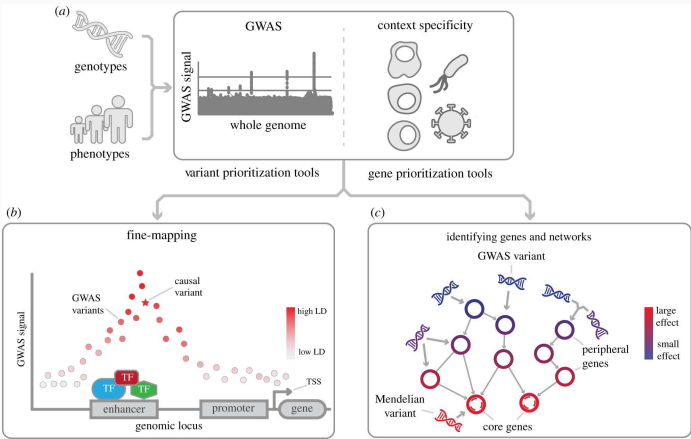 (a)
genotypes
phenotypes
GWAS
GWAS signal
whole genome
context specificity
variant prioritization tools
gene prioritization tools
(b)
fine-mapping
GWAS signal
GWAS
variants
causal
variant
high LD
low LD
TF
TF
TF
TSS
enhancer
promoter
gene
genomic locus
(c)
identifying genes and networks
GWAS variant
large
effect
small
effect
peripheral
genes
Mendelian
variant
core genes